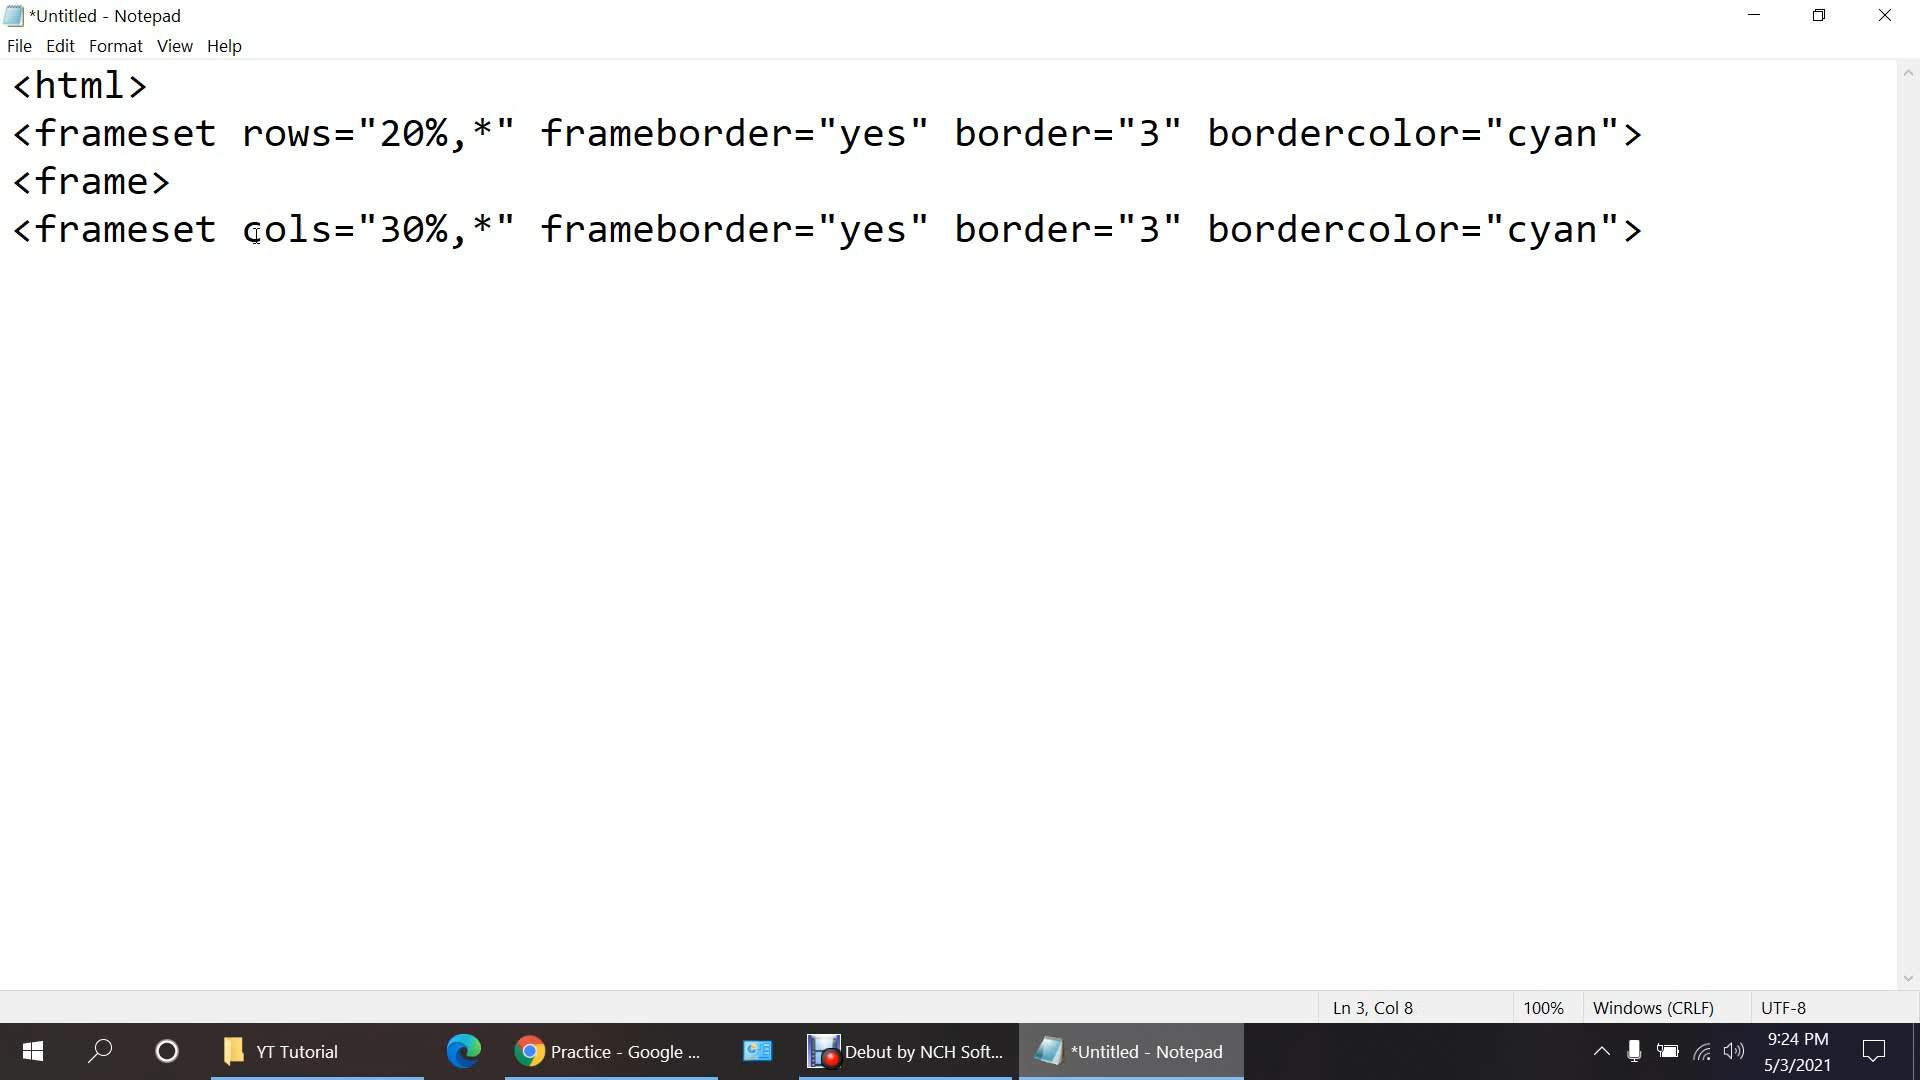 *Untitled - Notepad
File Edit Format View Help
<html>
<frameset rows="20%,*" frameborder="yes" border="3" bordercolor="cyan">
<frame>
<frameset cols="30%,*" frameborder="yes" border="3" bordercolor="cyan">
Ln 3, Col 8 100% Windows (CRLF) UTF-8
YT Tutorial Practice - Google ... Debut by NCH Soft... *Untitled - Notepad 9:24 PM
5/3/2021